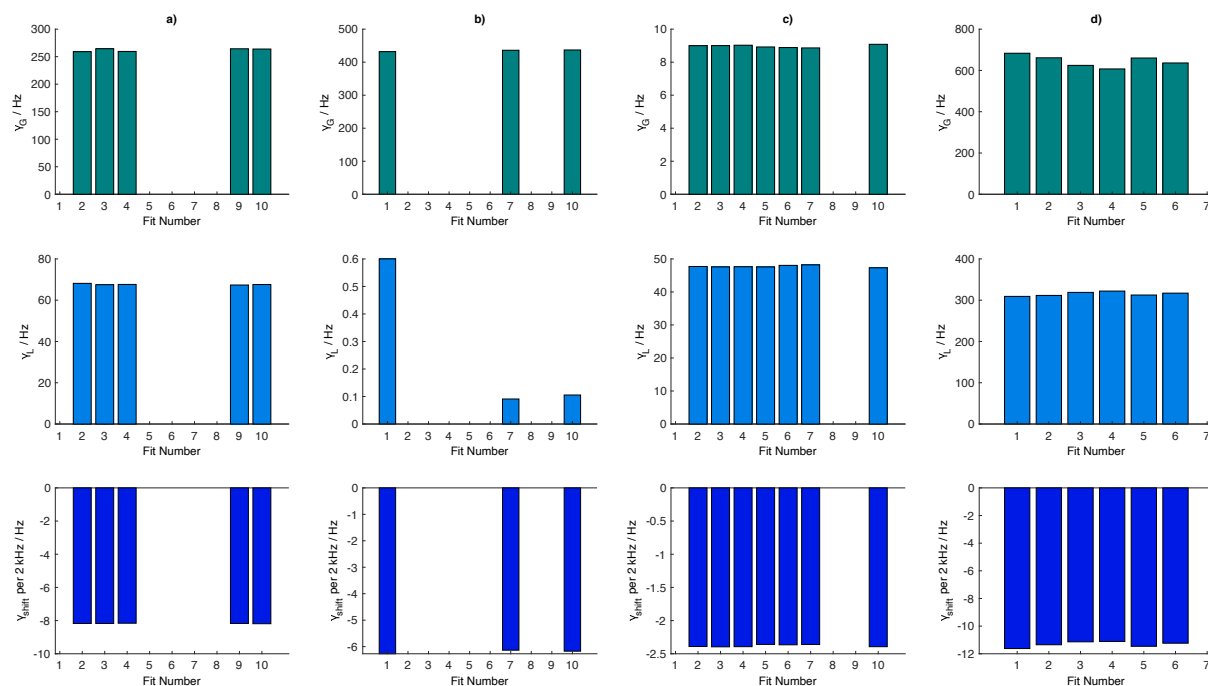 a)
300
250
200
150
100
50
0
γG / Hz
1 2 3 4 5 6 7 8 9 10
Fit Number
b)
500
400
300
200
100
0
γG / Hz
1 2 3 4 5 6 7 8 9 10
Fit Number
c)
10
8
6
4
2
0
γG / Hz
1 2 3 4 5 6 7 8 9 10
Fit Number
d)
800
600
400
200
0
γG / Hz
1 2 3 4 5 6 7
Fit Number
80
60
40
20
0
γL / Hz
1 2 3 4 5 6 7 8 9 10
Fit Number
0.6
0.5
0.4
0.3
0.2
0.1
0
γL / Hz
1 2 3 4 5 6 7 8 9 10
Fit Number
50
40
30
20
10
0
γL / Hz
1 2 3 4 5 6 7 8 9 10
Fit Number
400
300
200
100
0
γL / Hz
1 2 3 4 5 6 7
Fit Number
0
-2
-4
-6
-8
-10
γshift per 2 kHz / Hz
1 2 3 4 5 6 7 8 9 10
Fit Number
0
-1
-2
-3
-4
-5
-6
γshift per 2 kHz / Hz
1 2 3 4 5 6 7 8 9 10
Fit Number
0
-0.5
-1
-1.5
-2
-2.5
γshift per 2 kHz / Hz
1 2 3 4 5 6 7 8 9 10
Fit Number
0
-2
-4
-6
-8
-10
-12
γshift per 2 kHz / Hz
1 2 3 4 5 6 7
Fit Number